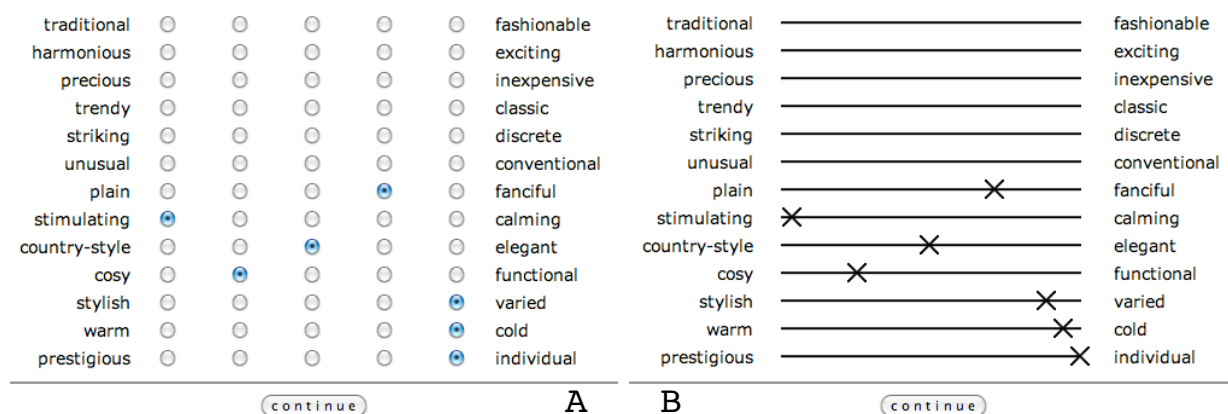 traditional fashionable traditional fashionable
harmonious exciting harmonious exciting
precious inexpensive precious inexpensive
trendy classic trendy classic
striking discrete striking discrete
unusual conventional unusual conventional
plain fanciful plain fanciful
stimulating calming stimulating calming
country-style elegant country-style elegant
cosy functional cosy functional
stylish varied stylish varied
warm cold warm cold
prestigious individual prestigious individual
continue A B continue